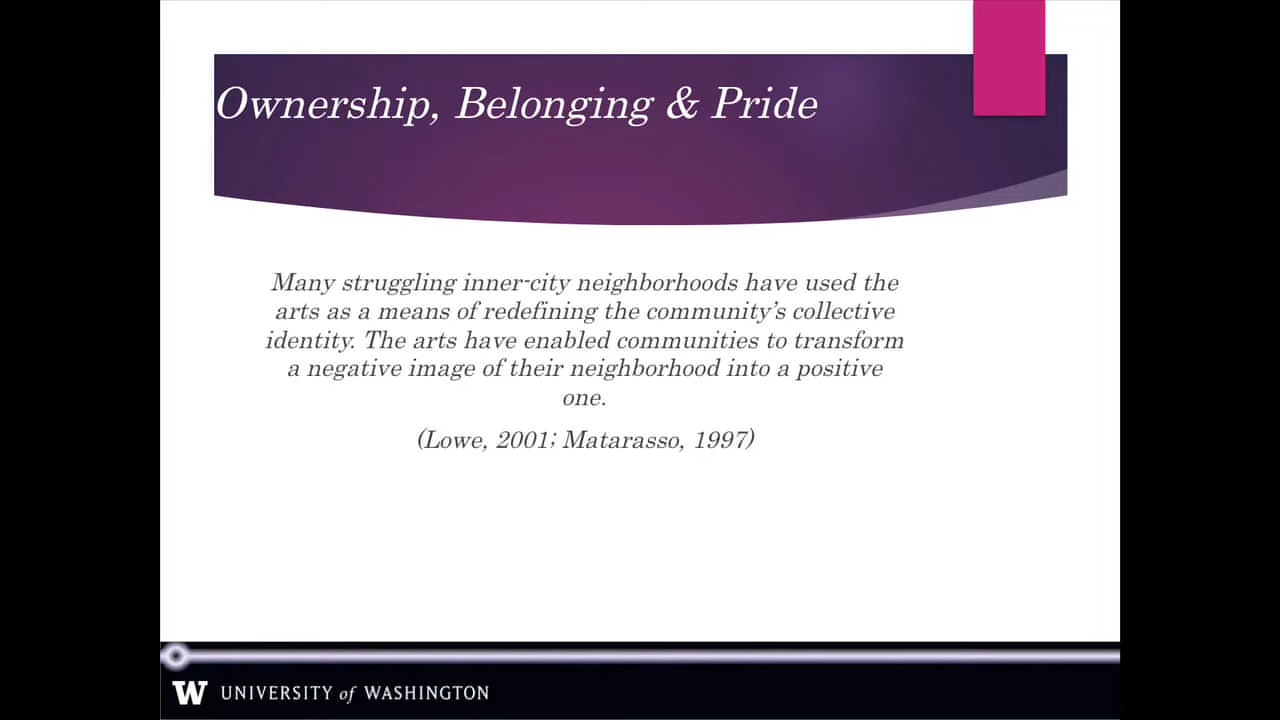 Ownership, Belonging & Pride
Many struggling inner-city neighborhoods have used the
arts as a means of redefining the community’s collective
identity. The arts have enabled communities to transform
a negative image of their neighborhood into a positive
one.
(Lowe, 2001; Matarasso, 1997)
W UNIVERSITY of WASHINGTON